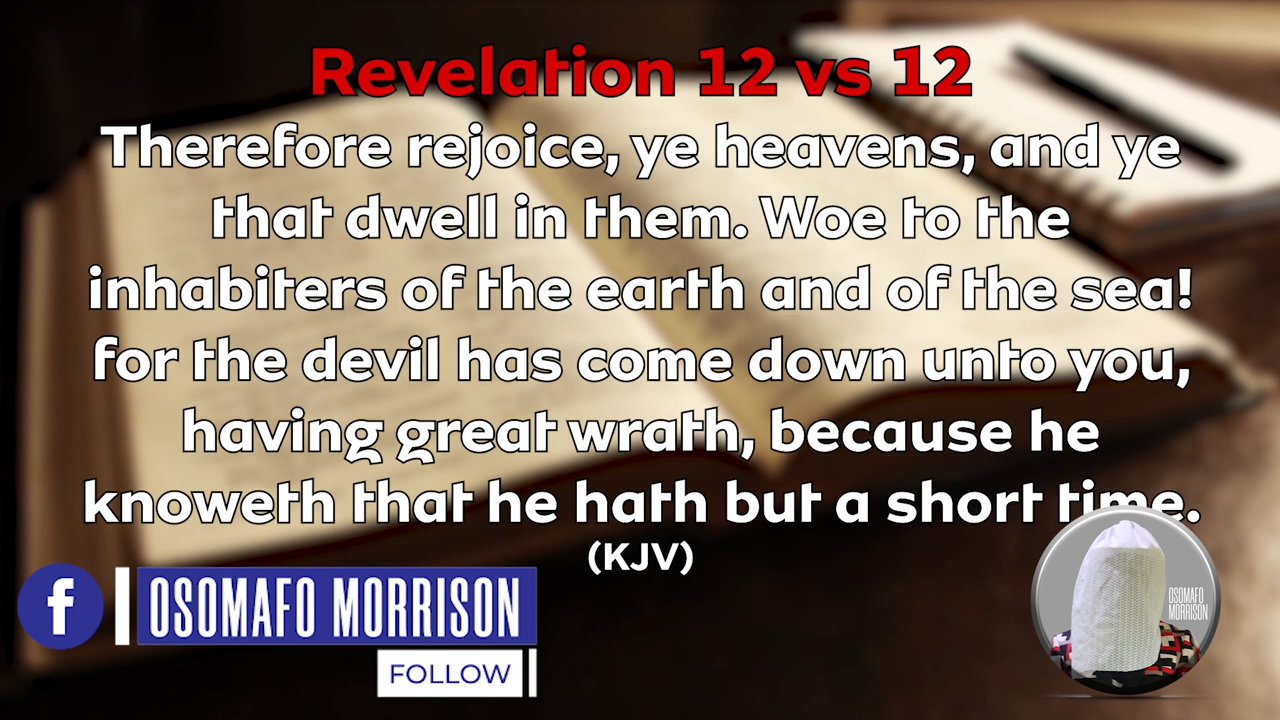 Revelation 12 vs 12
Therefore rejoice, ye heavens, and ye
that dwell in them. Woe to the
inhabiters of the earth and of the sea!
for the devil has come down unto you,
having great wrath, because he
knoweth that he hath but a short time.
(KJV)
f
OSOMAFO MORRISON
FOLLOW
OSOMAFO
MORRISON